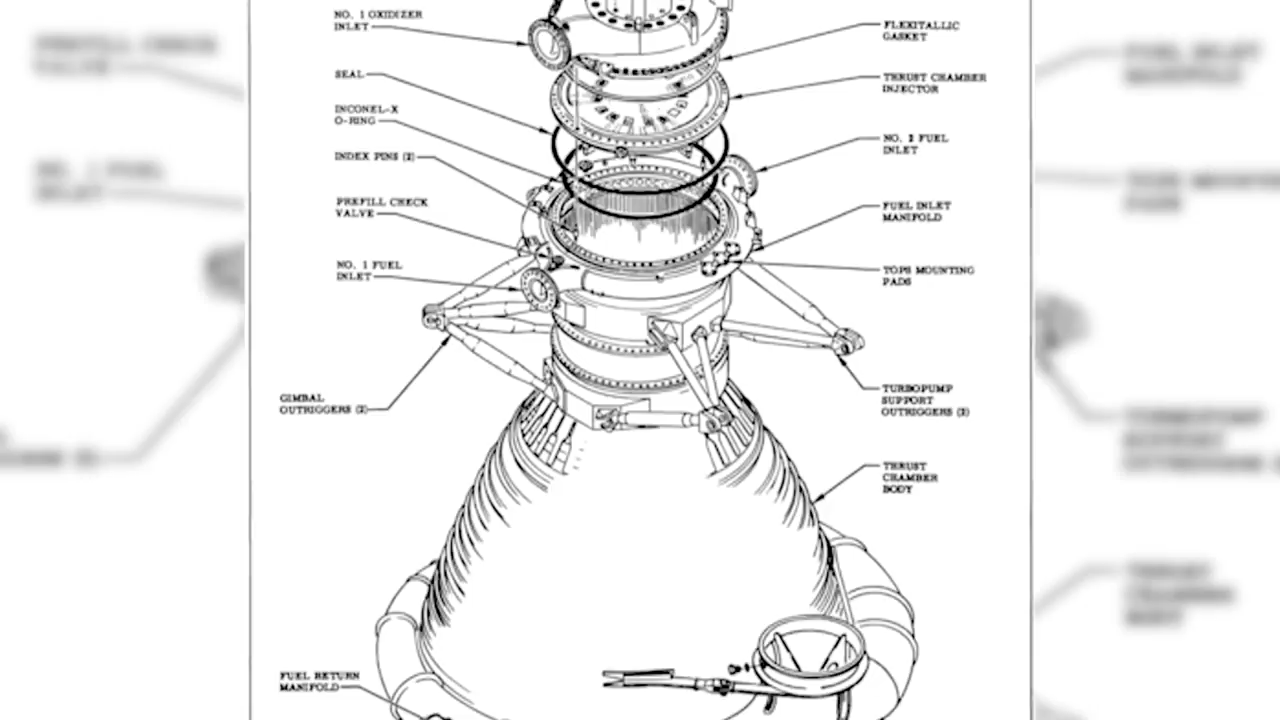 NO. 1 OXIDIZER
INLET
SEAL
INCONEL-X
O-RING
INDEX PINS (2)
PREFILL CHECK
VALVE
NO. 1 FUEL
INLET
GIMBAL
OUTRIGGERS (2)
FUEL RETURN
MANIFOLD
FLEXITALLIC
GASKET
THRUST CHAMBER
INJECTOR
NO. 2 FUEL
INLET
FUEL INLET
MANIFOLD
TOPS MOUNTING
PADS
TURBOPUMP
SUPPORT
OUTRIGGERS (2)
THRUST
CHAMBER
BODY